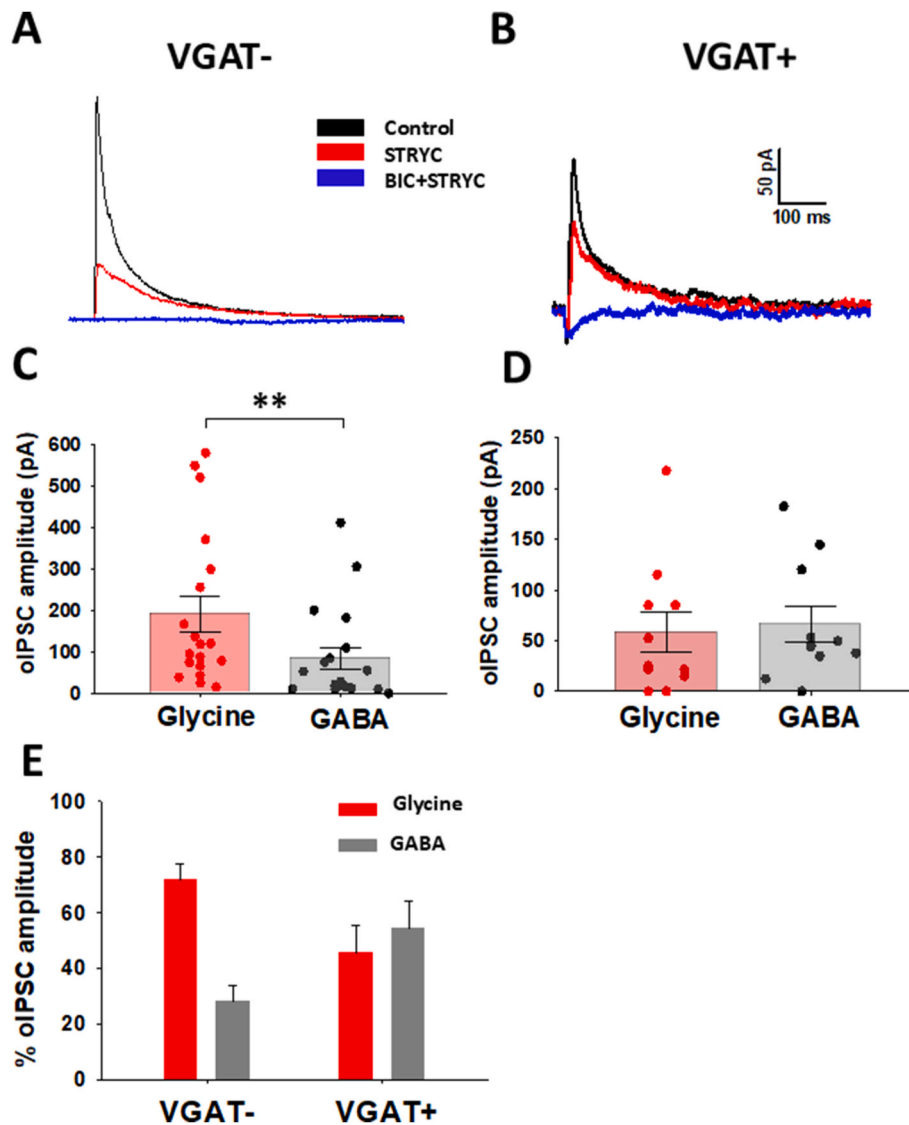 A
VGAT-
B
VGAT+
Control
STRYC
BIC+STRYC
50 pA
100 ms
C
**
oIPSC amplitude (pA)
600
500
400
300
200
100
0
Glycine
GABA
D
oIPSC amplitude (pA)
250
200
150
100
50
0
Glycine
GABA
E
% oIPSC amplitude
100
80
60
40
20
0
Glycine
GABA
VGAT-
VGAT+